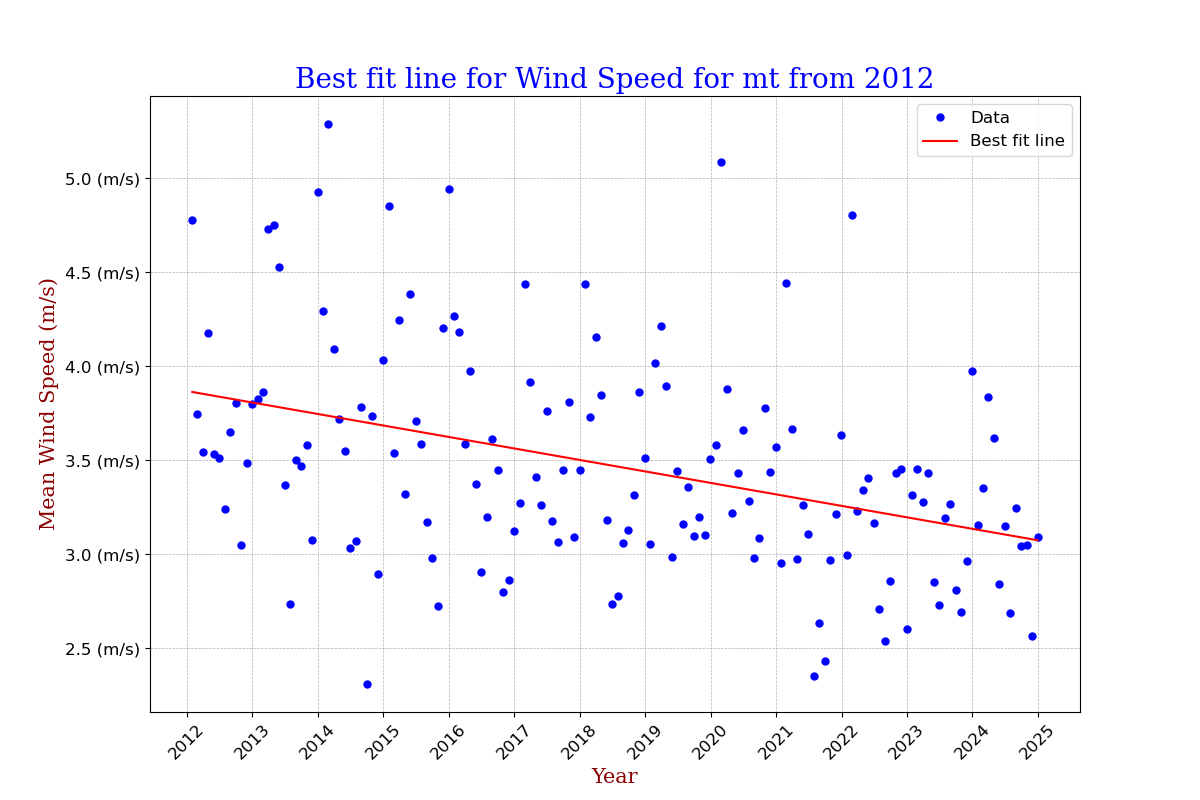 Best fit line for Wind Speed for mt from 2012
Data
Best fit line
5.0 (m/s)
4.5 (m/s)
4.0 (m/s)
3.5 (m/s)
3.0 (m/s)
2.5 (m/s)
Mean Wind Speed (m/s)
2012 2013 2014 2015 2016 2017 2018 2019 2020 2021 2022 2023 2024 2025
Year